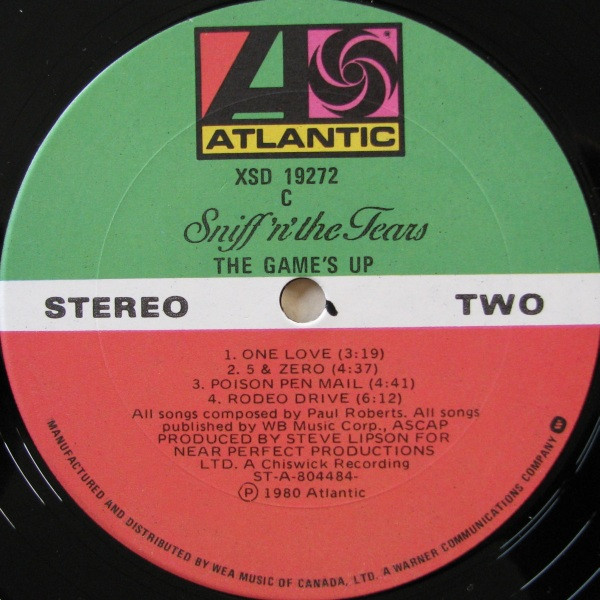 ATLANTIC
XSD 19272
C
Sniff 'n' the Tears
THE GAME'S UP
STEREO TWO
1. ONE LOVE (3:19)
2. 5 & ZERO (4:37)
3. POISON PEN MAIL (4:41)
4. RODEO DRIVE (6:12)
All songs composed by Paul Roberts. All songs
published by WB Music Corp., ASCAP
PRODUCED BY STEVE LIPSON FOR
NEAR PERFECT PRODUCTIONS
LTD. A Chiswick Recording
ST-A-804484-
Ⓟ 1980 Atlantic
MANUFACTURED AND DISTRIBUTED BY WEA MUSIC OF CANADA, LTD. A WARNER COMMUNICATIONS COMPANY